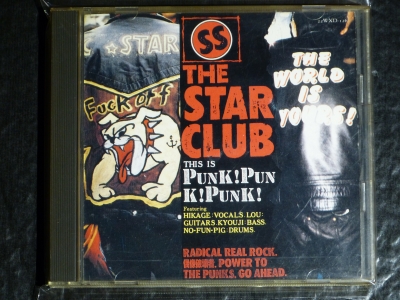 ★STAR
Fuck off
SS
THE
STAR
CLUB
THIS IS
PUNK!PUN
K!PUNK!
Featuring
HIKAGE:VOCALS.LOU:
GUITARS.KYOUJI:BASS.
NO-FUN-PIG:DRUMS.
RADICAL REAL ROCK.
POWER TO
THE PUNKS. GO AHEAD.
THE
WORLD
IS
YOURS!